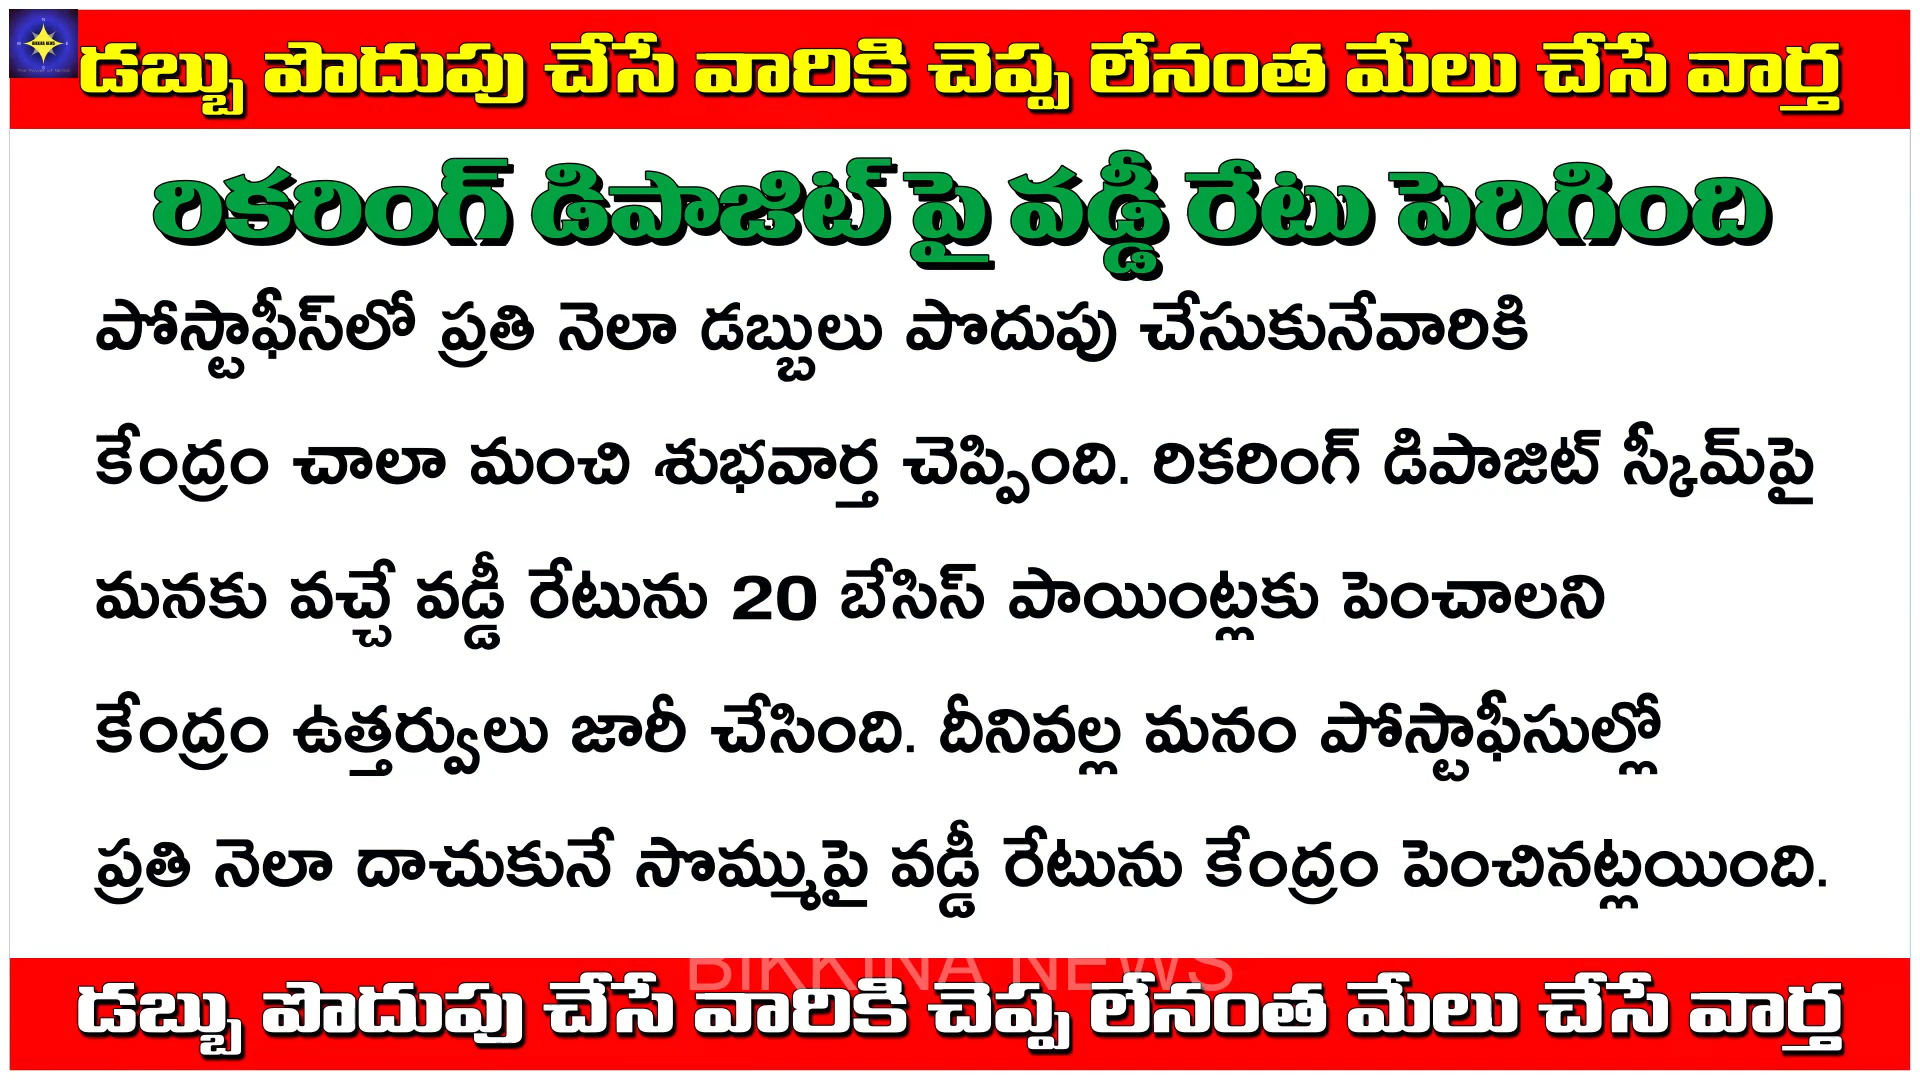 డబ్బు పొదుపు చేసే వారికి చెప్ప లేనంత మేలు చేసే వార్త
రికరింగ్ డిపాజిట్ పై వడ్డీ రేటు పెరిగింది
పోస్టాఫీస్‌లో ప్రతి నెలా డబ్బులు పొదుపు చేసుకునేవారికి
కేంద్రం చాలా మంచి శుభవార్త చెప్పింది. రికరింగ్ డిపాజిట్ స్కీమ్‌పై
మనకు వచ్చే వడ్డీ రేటును 20 బేసిస్ పాయింట్లకు పెంచాలని
కేంద్రం ఉత్తర్వులు జారీ చేసింది. దీనివల్ల మనం పోస్టాఫీసుల్లో
ప్రతి నెలా దాచుకునే సొమ్ముపై వడ్డీ రేటును కేంద్రం పెంచినట్లయింది.
BIKKINA NEWS
డబ్బు పొదుపు చేసే వారికి చెప్ప లేనంత మేలు చేసే వార్త